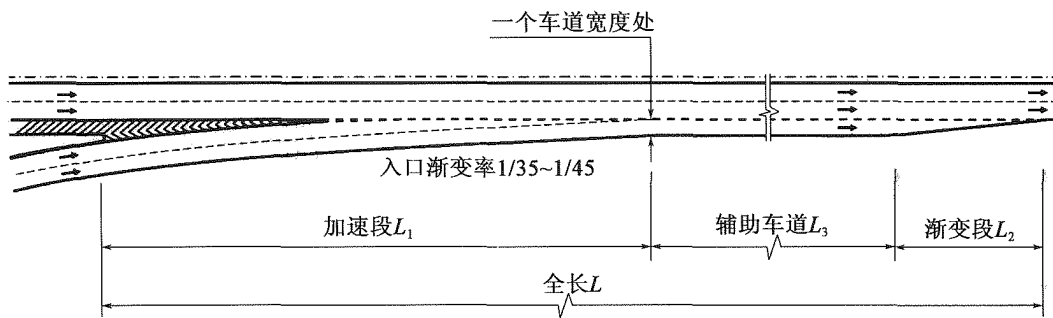 一个车道宽度处
入口渐变率1/35~1/45
加速段L₁
辅助车道L₃
渐变段L₂
全长L